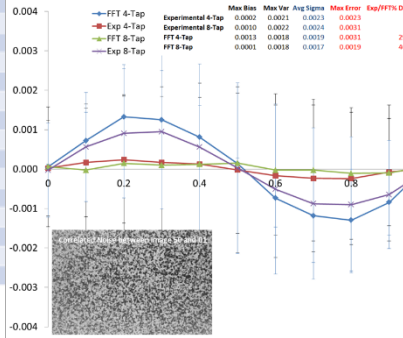 0.004
0.003
0.002
0.001
0.000
-0.001
-0.002
-0.003
-0.004
FFT 4-Tap
Exp 4-Tap
FFT 8-Tap
Exp 8-Tap
Max Bias Max Var Avg Sigma Max Error Exp/FFT% D
Experimental 4-Tap 0.0002 0.0021 0.0023 0.0023
Experimental 8-Tap 0.0010 0.0022 0.0024 0.0031
FFT 4-Tap 0.0013 0.0018 0.0019 0.0031 2
FFT 8-Tap 0.0001 0.0018 0.0017 0.0019 4
0 0.2 0.4 0.6 0.8
Correlated Noise Between Image 50 and